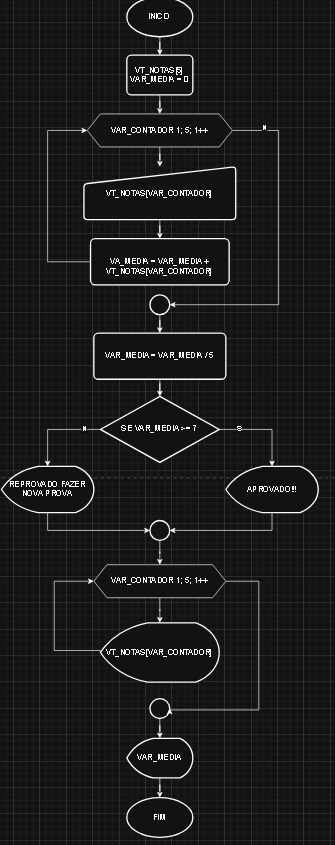 INICIO
VT_NOTAS[5]
VAR_MEDIA = 0
VAR_CONTADOR 1; 5; 1++
N
VT_NOTAS[VAR_CONTADOR]
VA_MEDIA = VAR_MEDIA +
VT_NOTAS[VAR_CONTADOR]
VAR_MEDIA = VAR_MEDIA / 5
SE VAR_MEDIA >= 7
N
S
REPROVADO FAZER
NOVA PROVA
APROVADO!!!
VAR_CONTADOR 1; 5; 1++
VT_NOTAS[VAR_CONTADOR]
VAR_MEDIA
FIM